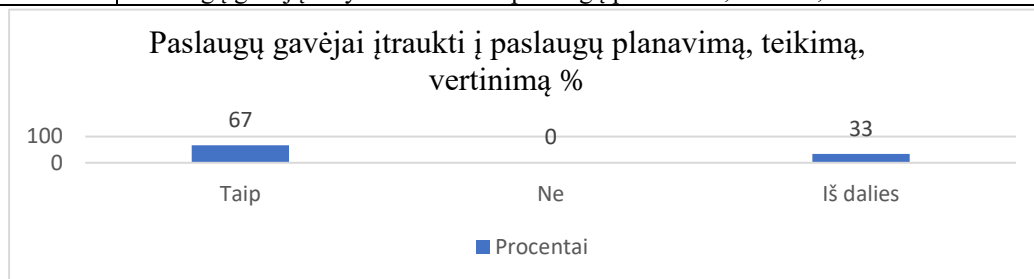 Paslaugų gavėjai įtraukti į paslaugų planavimą, teikimą,
vertinimą %
67
0
33
100
0
Taip
Ne
Iš dalies
Procentai